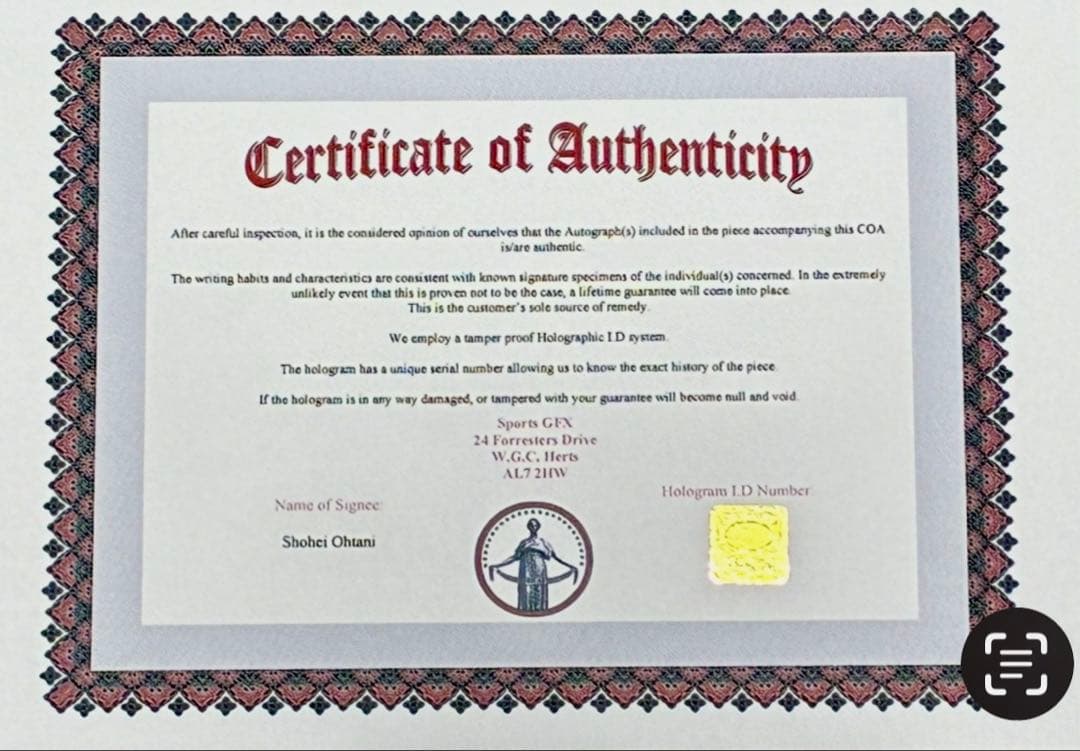 Certificate of Authenticity
After careful inspection, it is the considered opinion of ourselves that the Autograph(s) included in the piece accompanying this COA
is/are authentic.
The writing habits and characteristics are consistent with known signature specimens of the individual(s) concerned. In the extremely
unlikely event that this is proven not to be the case, a lifetime guarantee will come into place.
This is the customer's sole source of remedy.
We employ a tamper proof Holographic I.D system.
The hologram has a unique serial number allowing us to know the exact history of the piece.
If the hologram is in any way damaged, or tampered with your guarantee will become null and void.
Sports GFX
24 Forresters Drive
W.G.C. Herts
AL7 2HW
Name of Signee:
Hologram I.D Number
Shohei Ohtani